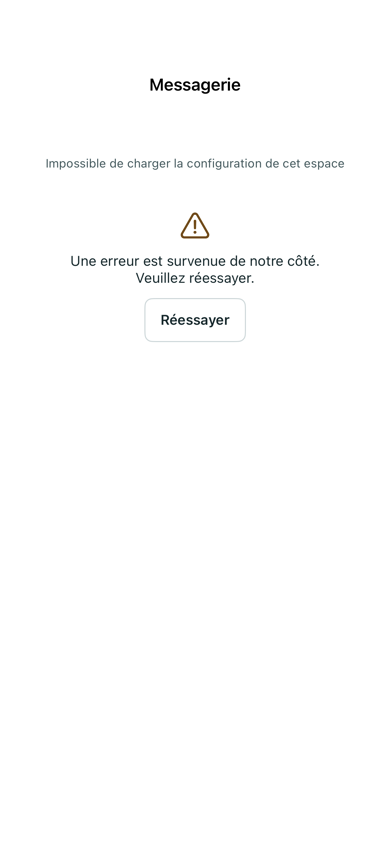 Messagerie
Impossible de charger la configuration de cet espace
Une erreur est survenue de notre côté.
Veuillez réessayer.
Réessayer